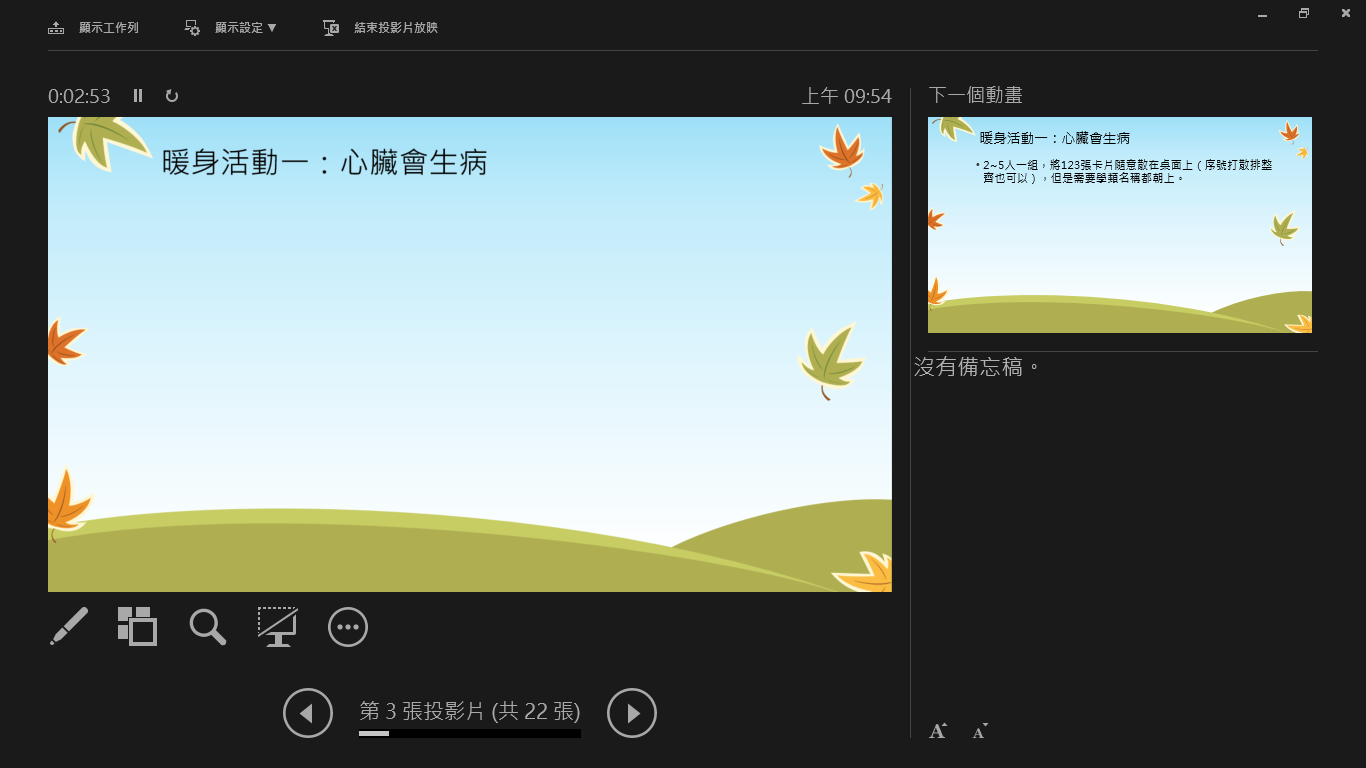 顯示工作列
顯示設定 ▼
結束投影片放映
0:02:53
上午 09:54
暖身活動一：心臟會生病
下一個動畫
暖身活動一：心臟會生病
• 2~5人一組，將123張卡片隨意散在桌面上（序號打散排整
齊也可以），但是需要學類名稱都朝上。
沒有備忘稿。
第 3 張投影片 (共 22 張)
A
A